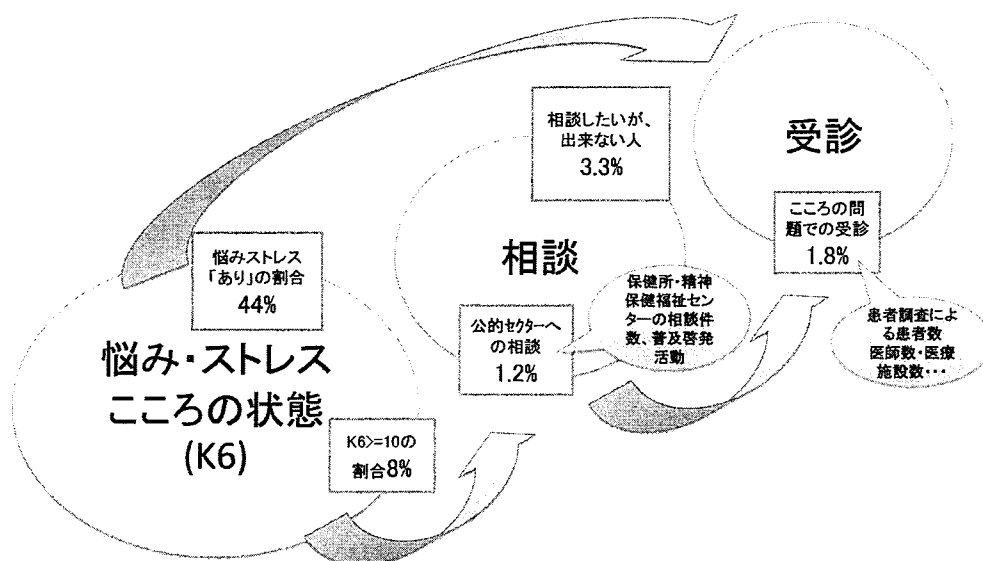 悩みストレス
「あり」の割合
44%
悩み・ストレス
こころの状態
(K6)
K6>=10の
割合8%
相談したいが、
出来ない人
3.3%
相談
公的セクターへ
の相談
1.2%
保健所・精神
保健福祉セン
ターの相談件
数、普及啓発
活動
受診
こころの問
題での受診
1.8%
患者調査によ
る患者数
医師数・医療
施設数・・・